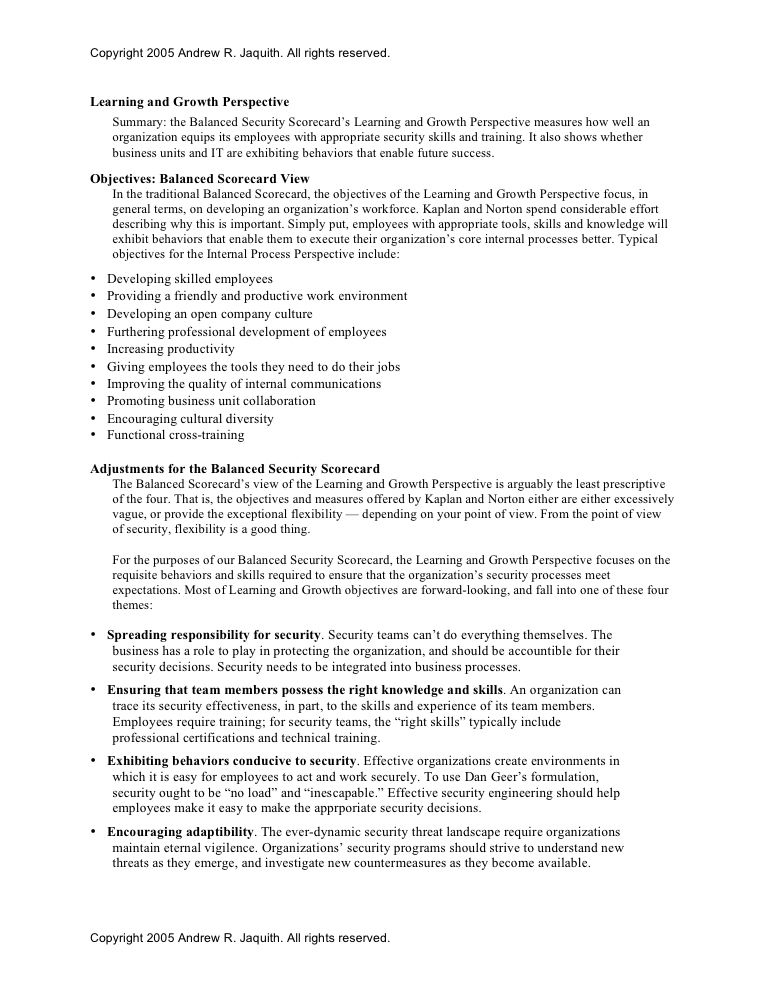 Copyright 2005 Andrew R. Jaquith. All rights reserved.
Learning and Growth Perspective
Summary: the Balanced Security Scorecard’s Learning and Growth Perspective measures how well an
organization equips its employees with appropriate security skills and training. It also shows whether
business units and IT are exhibiting behaviors that enable future success.
Objectives: Balanced Scorecard View
In the traditional Balanced Scorecard, the objectives of the Learning and Growth Perspective focus, in
general terms, on developing an organization’s workforce. Kaplan and Norton spend considerable effort
describing why this is important. Simply put, employees with appropriate tools, skills and knowledge will
exhibit behaviors that enable them to execute their organization’s core internal processes better. Typical
objectives for the Internal Process Perspective include:
• Developing skilled employees
• Providing a friendly and productive work environment
• Developing an open company culture
• Furthering professional development of employees
• Increasing productivity
• Giving employees the tools they need to do their jobs
• Improving the quality of internal communications
• Promoting business unit collaboration
• Encouraging cultural diversity
• Functional cross-training
Adjustments for the Balanced Security Scorecard
The Balanced Scorecard’s view of the Learning and Growth Perspective is arguably the least prescriptive
of the four. That is, the objectives and measures offered by Kaplan and Norton either are either excessively
vague, or provide the exceptional flexibility — depending on your point of view. From the point of view
of security, flexibility is a good thing.
For the purposes of our Balanced Security Scorecard, the Learning and Growth Perspective focuses on the
requisite behaviors and skills required to ensure that the organization’s security processes meet
expectations. Most of Learning and Growth objectives are forward-looking, and fall into one of these four
themes:
• Spreading responsibility for security. Security teams can’t do everything themselves. The
business has a role to play in protecting the organization, and should be accountible for their
security decisions. Security needs to be integrated into business processes.
• Ensuring that team members possess the right knowledge and skills. An organization can
trace its security effectiveness, in part, to the skills and experience of its team members.
Employees require training; for security teams, the “right skills” typically include
professional certifications and technical training.
• Exhibiting behaviors conducive to security. Effective organizations create environments in
which it is easy for employees to act and work securely. To use Dan Geer’s formulation,
security ought to be “no load” and “inescapable.” Effective security engineering should help
employees make it easy to make the apprporiate security decisions.
• Encouraging adaptibility. The ever-dynamic security threat landscape require organizations
maintain eternal vigilence. Organizations’ security programs should strive to understand new
threats as they emerge, and investigate new countermeasures as they become available.
Copyright 2005 Andrew R. Jaquith. All rights reserved.